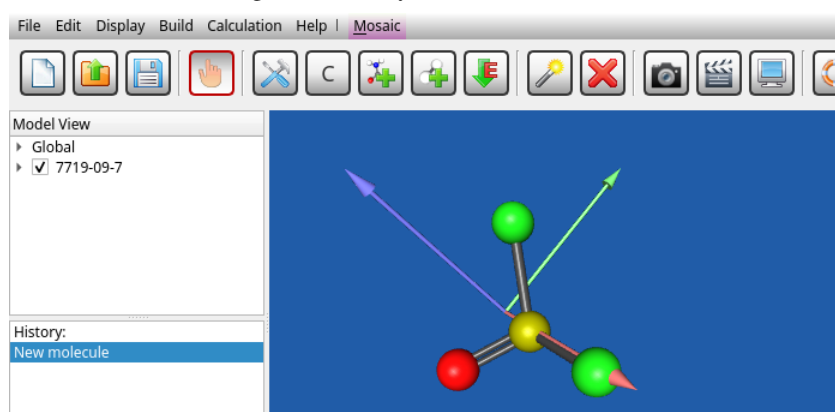 File Edit Display Build Calculation Help Mosaic
C E
Model View
Global
7719-09-7
History:
New molecule